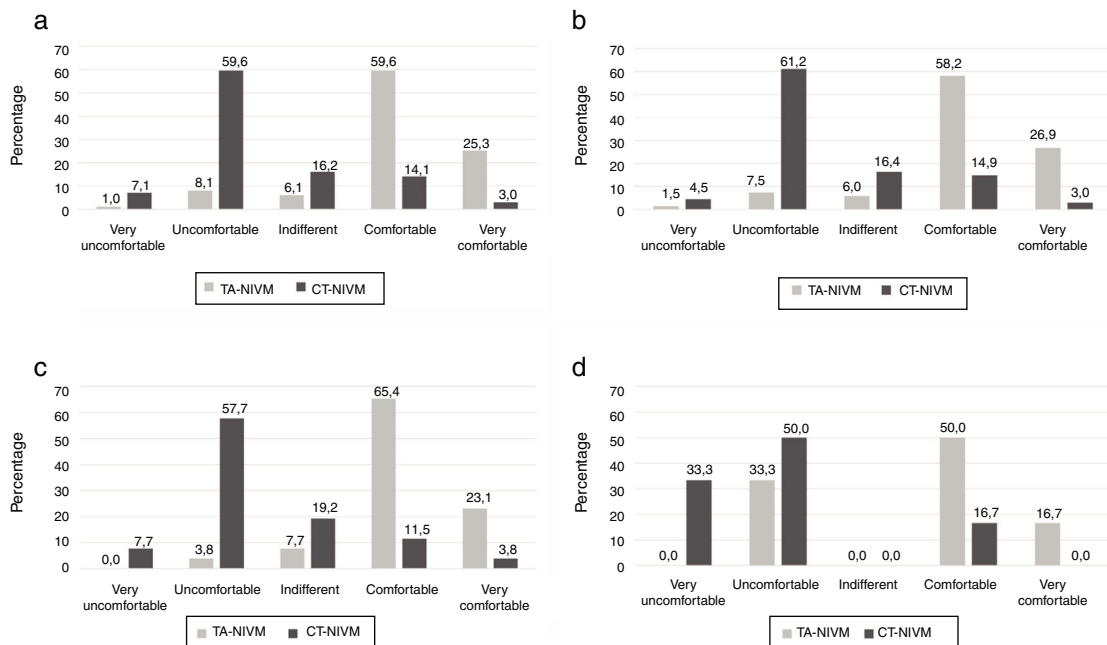 a
Percentage
70
60
50
40
30
20
10
0
1,0
7,1
8,1
59,6
6,1
16,2
59,6
14,1
25,3
3,0
Very
uncomfortable
Uncomfortable
Indifferent
Comfortable
Very
comfortable
TA-NIVM
CT-NIVM
b
Percentage
70
60
50
40
30
20
10
0
1,5
4,5
7,5
61,2
6,0
16,4
58,2
14,9
26,9
3,0
Very
uncomfortable
Uncomfortable
Indifferent
Comfortable
Very
comfortable
TA-NIVM
CT-NIVM
c
Percentage
70
60
50
40
30
20
10
0
0,0
7,7
3,8
57,7
7,7
19,2
65,4
11,5
23,1
3,8
Very
uncomfortable
Uncomfortable
Indifferent
Comfortable
Very
comfortable
TA-NIVM
CT-NIVM
d
Percentage
70
60
50
40
30
20
10
0
0,0
33,3
33,3
50,0
0,0
0,0
50,0
16,7
16,7
0,0
Very
uncomfortable
Uncomfortable
Indifferent
Comfortable
Very
comfortable
TA-NIVM
CT-NIVM